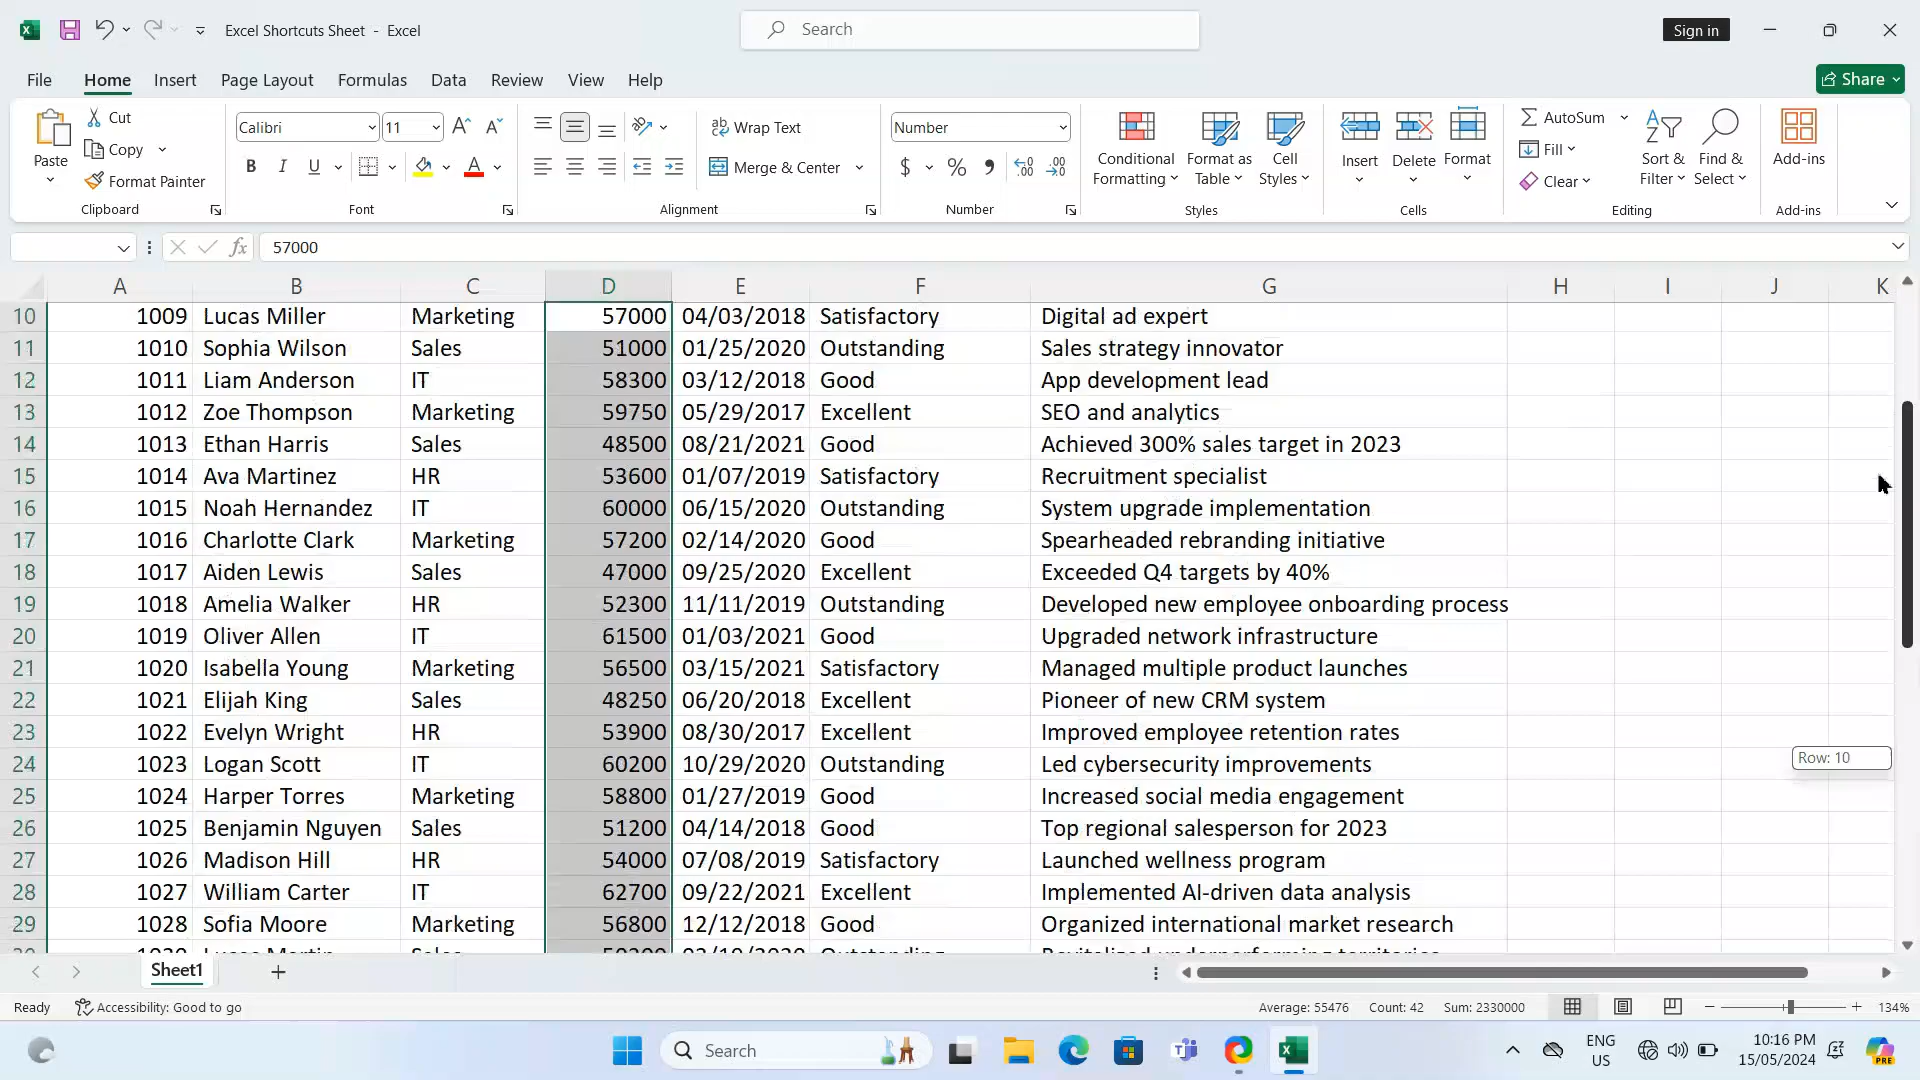 Excel Shortcuts Sheet - Excel
Search
Sign in
File Home Insert Page Layout Formulas Data Review View Help
Share
Paste
Cut
Copy
Format Painter
Clipboard
Calibri 11
B I U
Font
Wrap Text
Merge & Center
Alignment
Number
$ % ,
Number
Conditional Formatting
Format as Table
Cell Styles
Styles
Insert Delete Format
Cells
AutoSum
Fill
Clear
Sort & Filter
Find & Select
Editing
Add-ins
Add-ins
fx 57000
A B C D E F G H I J K
10 1009 Lucas Miller Marketing 57000 04/03/2018 Satisfactory Digital ad expert
11 1010 Sophia Wilson Sales 51000 01/25/2020 Outstanding Sales strategy innovator
12 1011 Liam Anderson IT 58300 03/12/2018 Good App development lead
13 1012 Zoe Thompson Marketing 59750 05/29/2017 Excellent SEO and analytics
14 1013 Ethan Harris Sales 48500 08/21/2021 Good Achieved 300% sales target in 2023
15 1014 Ava Martinez HR 53600 01/07/2019 Satisfactory Recruitment specialist
16 1015 Noah Hernandez IT 60000 06/15/2020 Outstanding System upgrade implementation
17 1016 Charlotte Clark Marketing 57200 02/14/2020 Good Spearheaded rebranding initiative
18 1017 Aiden Lewis Sales 47000 09/25/2020 Excellent Exceeded Q4 targets by 40%
19 1018 Amelia Walker HR 52300 11/11/2019 Outstanding Developed new employee onboarding process
20 1019 Oliver Allen IT 61500 01/03/2021 Good Upgraded network infrastructure
21 1020 Isabella Young Marketing 56500 03/15/2021 Satisfactory Managed multiple product launches
22 1021 Elijah King Sales 48250 06/20/2018 Excellent Pioneer of new CRM system
23 1022 Evelyn Wright HR 53900 08/30/2017 Excellent Improved employee retention rates
24 1023 Logan Scott IT 60200 10/29/2020 Outstanding Led cybersecurity improvements
Row: 10
25 1024 Harper Torres Marketing 58800 01/27/2019 Good Increased social media engagement
26 1025 Benjamin Nguyen Sales 51200 04/14/2018 Good Top regional salesperson for 2023
27 1026 Madison Hill HR 54000 07/08/2019 Satisfactory Launched wellness program
28 1027 William Carter IT 62700 09/22/2021 Excellent Implemented AI-driven data analysis
29 1028 Sofia Moore Marketing 56800 12/12/2018 Good Organized international market research
Sheet1
Ready Accessibility: Good to go Average: 55476 Count: 42 Sum: 2330000 134%
Search
ENG
US
10:16 PM
15/05/2024
PRE